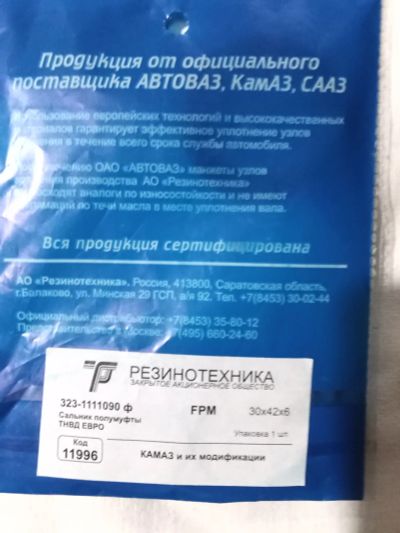 Продукция от официального
поставщика АВТОВАЗ, КамАЗ, СААЗ
использование европейских технологий и высококачественных
материалов гарантирует эффективное уплотнение узлов
в течение всего срока службы автомобиля.
ОАО «АВТОВАЗ» манжеты узлов
производства АО «Резинотехника»
аналоги по износостойкости и не имеют
по течи масла в месте уплотнения вала.
Вся продукция сертифицирована
АО «Резинотехника». Россия, 413800, Саратовская область,
г.Балаково, ул. Минская 29 ГСП, а/я 92. Тел. +7(8453) 30-02-44
Официальный дистрибьютор: +7(8453) 35-80-12
Представительство в Москве: +7(495) 660-24-60
РЕЗИНОТЕХНИКА
ЗАКРЫТОЕ АКЦИОНЕРНОЕ ОБЩЕСТВО
323-1111090 ф FPM 30х42х6
Сальник полумуфты
ТНВД ЕВРО
Упаковка 1 шт.
Код
11996
КАМАЗ и их модификации